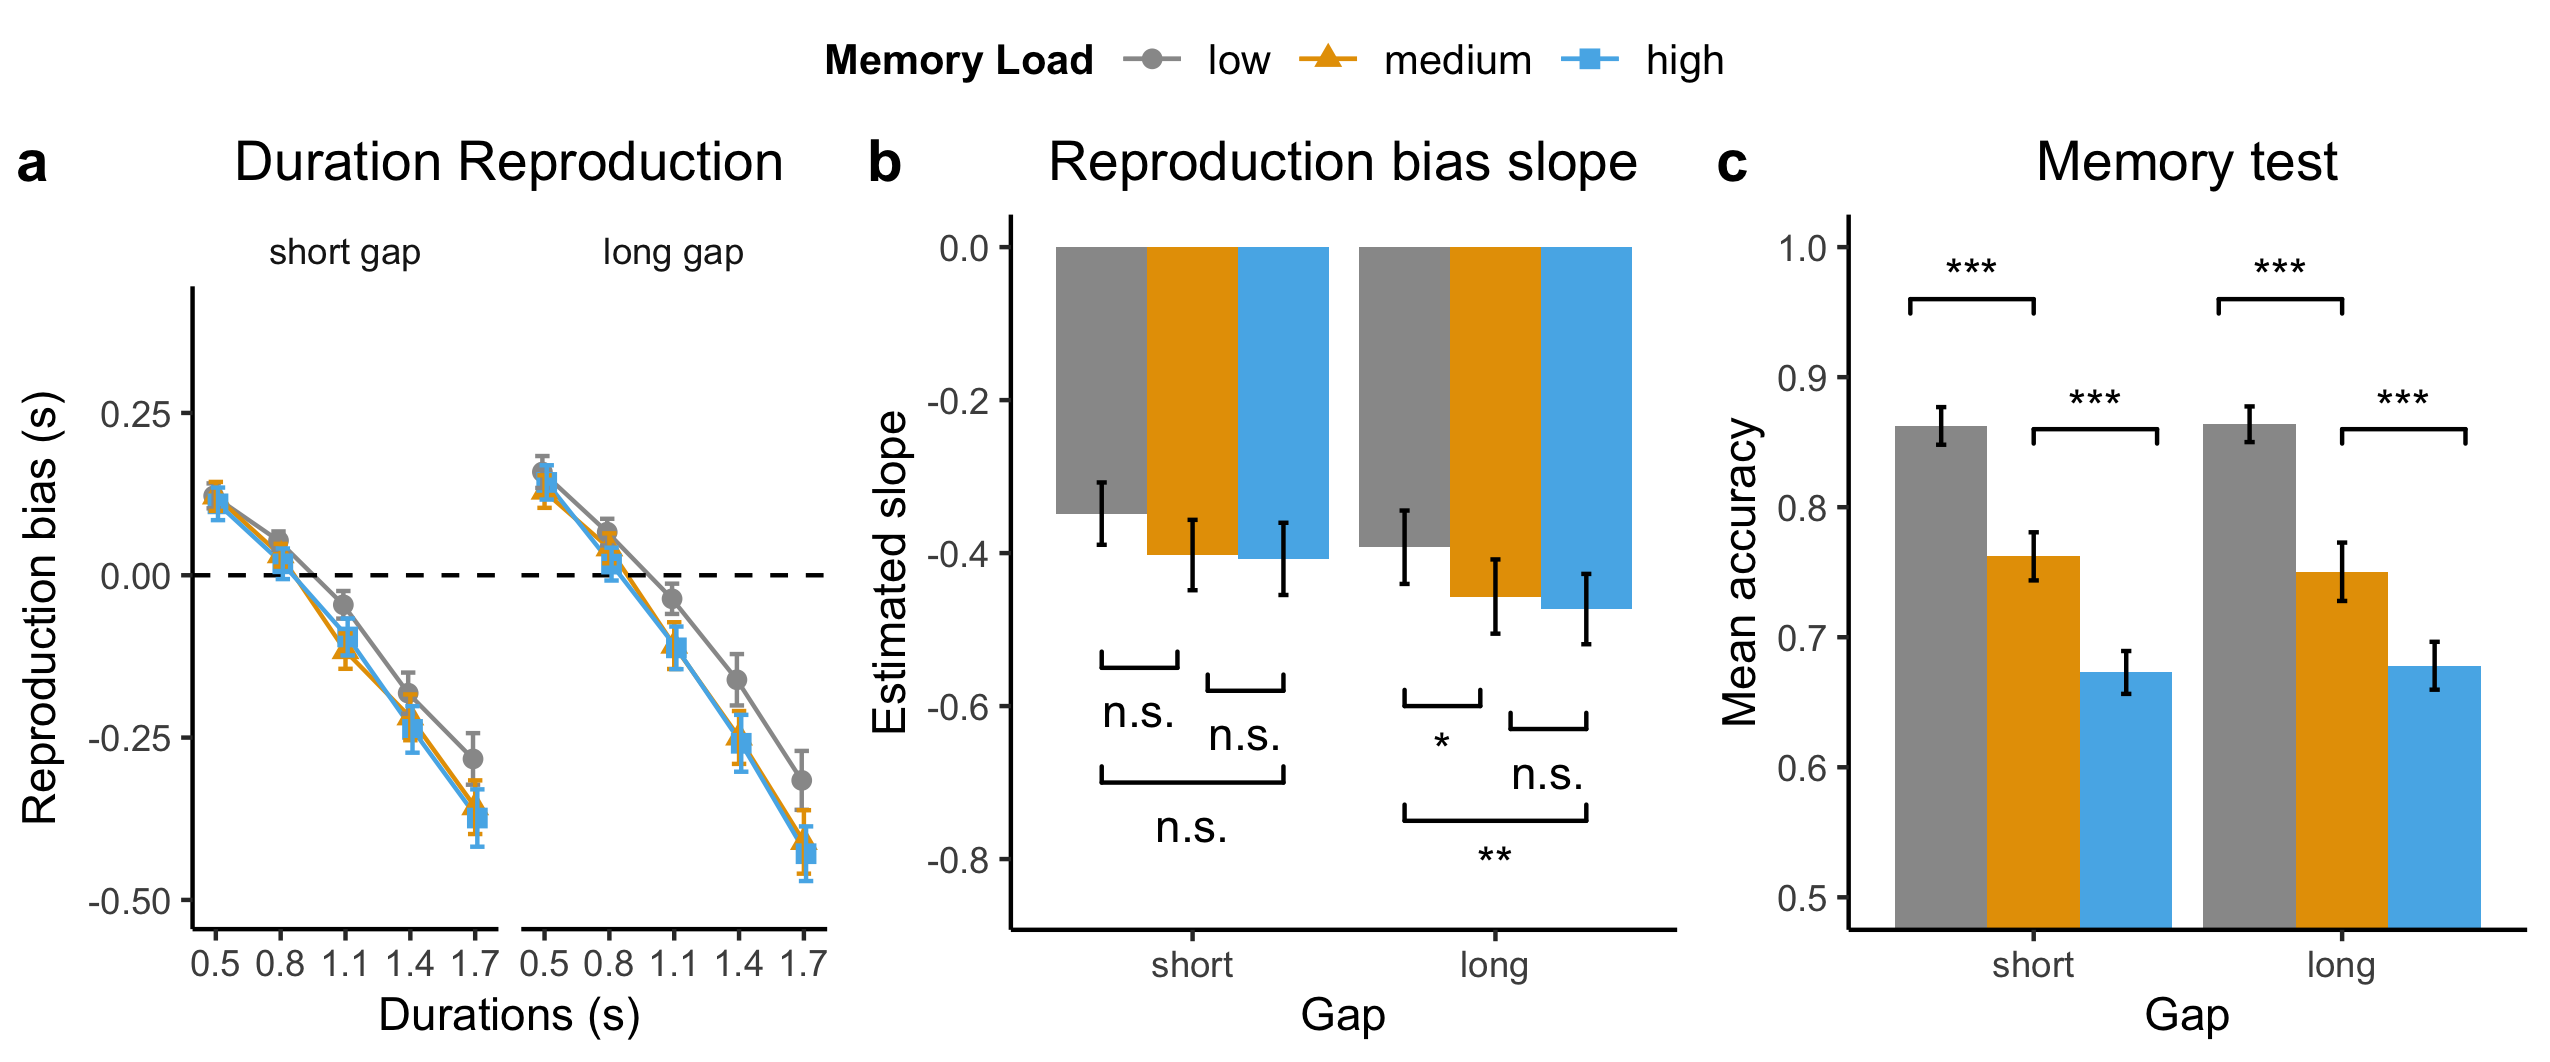 Memory Load low medium high
a Duration Reproduction
short gap long gap
Reproduction bias (s)
0.25
0.00
-0.25
-0.50
0.5 0.8 1.1 1.4 1.7 0.5 0.8 1.1 1.4 1.7
Durations (s)
b Reproduction bias slope
Estimated slope
0.0
-0.2
-0.4
-0.6
-0.8
n.s.
n.s.
n.s.
*
n.s.
**
short long
Gap
c Memory test
Mean accuracy
1.0
0.9
0.8
0.7
0.6
0.5
*** ***
*** ***
short long
Gap